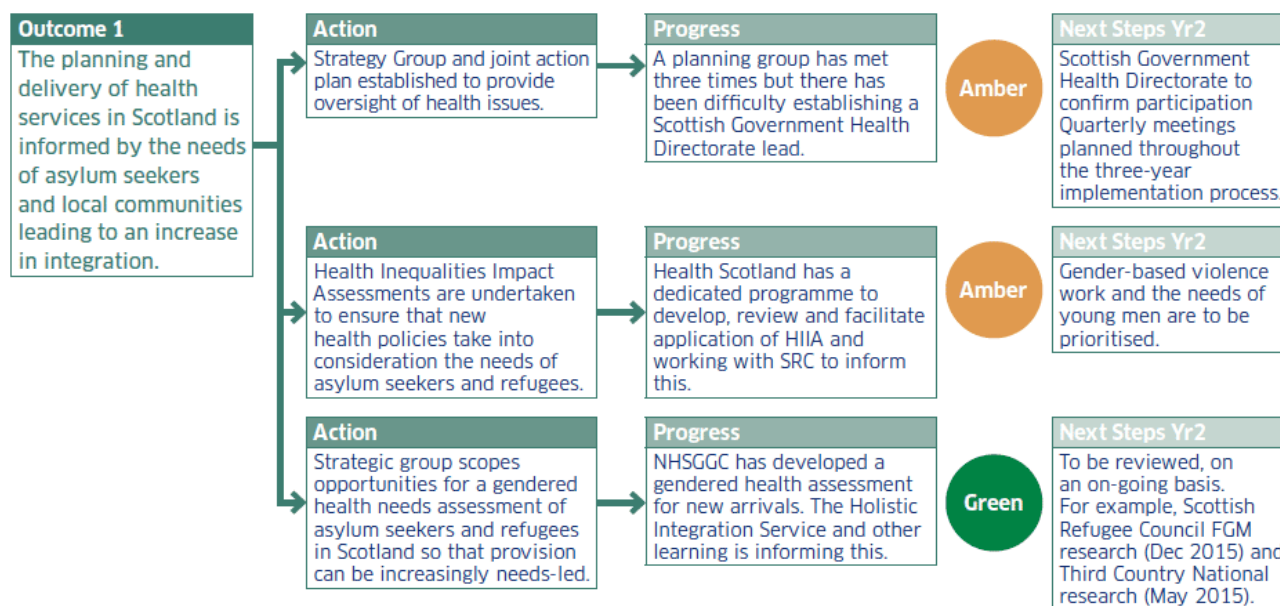 Outcome 1
The planning and
delivery of health
services in Scotland is
informed by the needs
of asylum seekers
and local communities
leading to an increase
in integration.
Action
Strategy Group and joint action
plan established to provide
oversight of health issues.
Progress
A planning group has met
three times but there has
been difficulty establishing a
Scottish Government Health
Directorate lead.
Amber
Next Steps Yr2
Scottish Government
Health Directorate to
confirm participation
Quarterly meetings
planned throughout
the three-year
implementation process.
Action
Health Inequalities Impact
Assessments are undertaken
to ensure that new
health policies take into
consideration the needs of
asylum seekers and refugees.
Progress
Health Scotland has a
dedicated programme to
develop, review and facilitate
application of HIIA and
working with SRC to inform
this.
Amber
Next Steps Yr2
Gender-based violence
work and the needs of
young men are to be
prioritised.
Action
Strategic group scopes
opportunities for a gendered
health needs assessment of
asylum seekers and refugees
in Scotland so that provision
can be increasingly needs-led.
Progress
NHSGGC has developed a
gendered health assessment
for new arrivals. The Holistic
Integration Service and other
learning is informing this.
Green
Next Steps Yr2
To be reviewed, on
an on-going basis.
For example, Scottish
Refugee Council FGM
research (Dec 2015) and
Third Country National
research (May 2015).